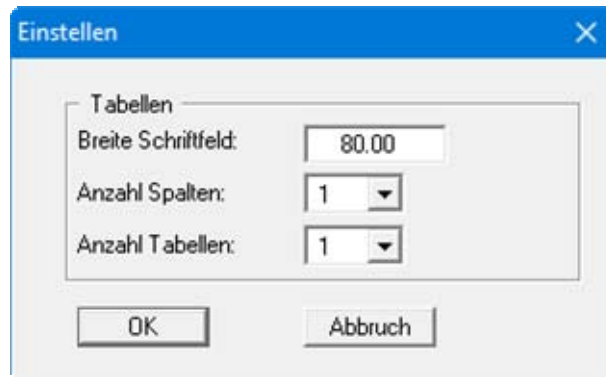 Einstellen
Tabellen
Breite Schriftfeld: 80.00
Anzahl Spalten: 1
Anzahl Tabellen: 1
OK Abbruch